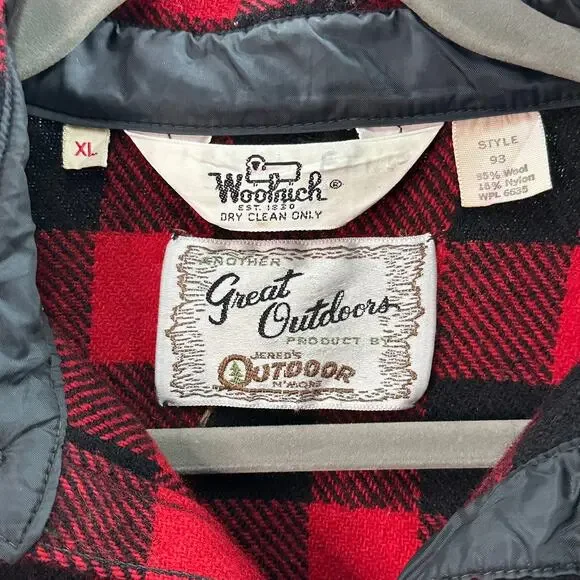 XL
Woolrich®
EST. 1830
DRY CLEAN ONLY
STYLE
93
85% Wool
15% Nylon
WPL 6635
ANOTHER
Great
Outdoors
PRODUCT BY
JERED'S
OUTDOOR
N'MORE